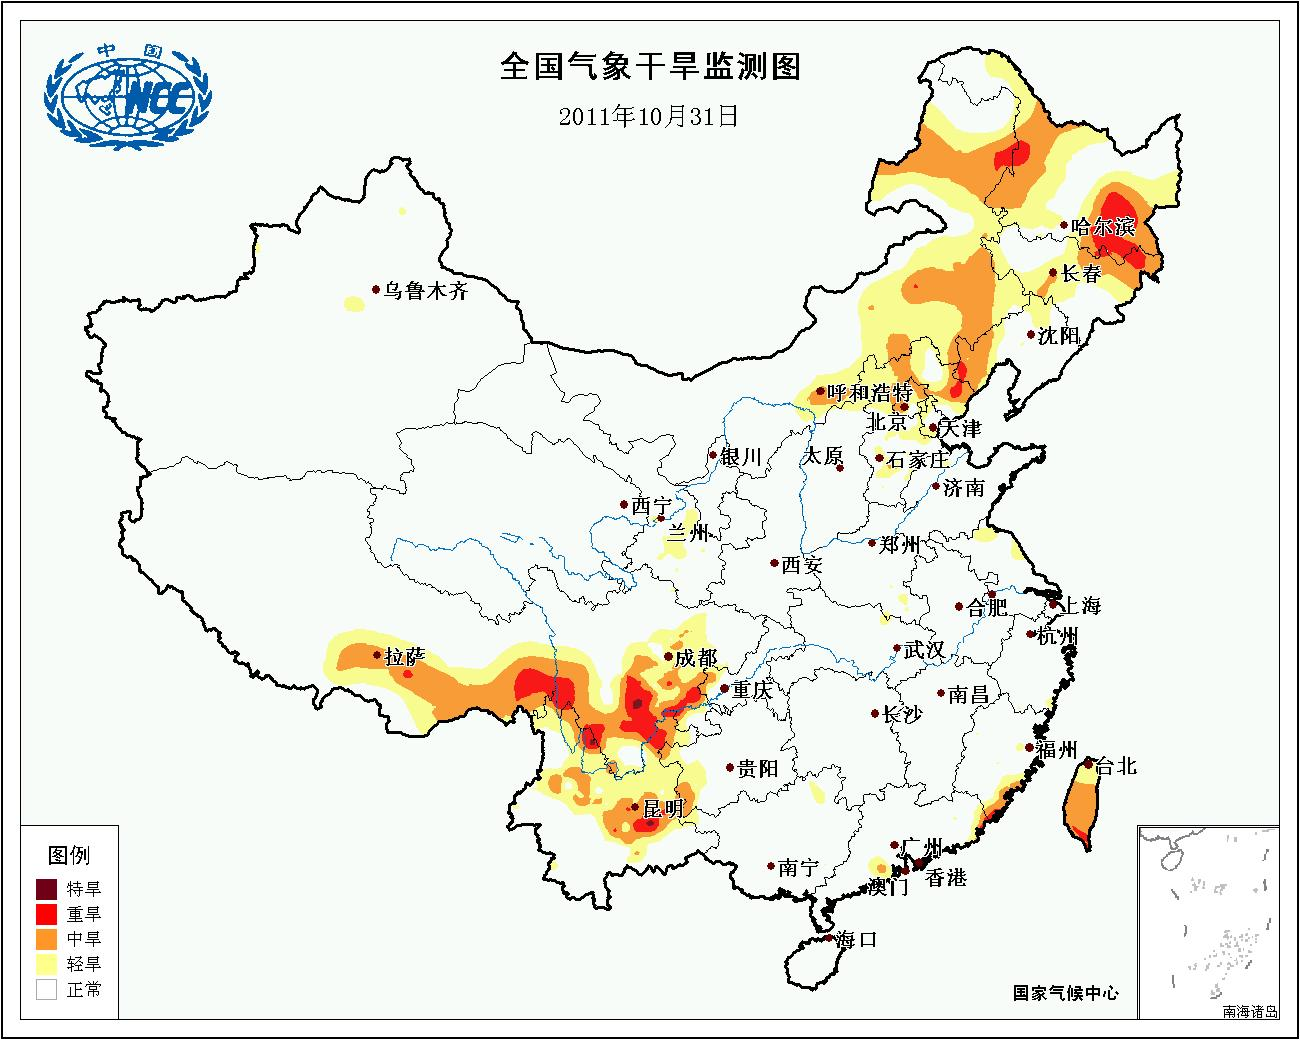 中国
NCC
全国气象干旱监测图
2011年10月31日
哈尔滨
长春
乌鲁木齐
沈阳
呼和浩特
北京
天津
银川
太原
石家庄
济南
西宁
兰州
郑州
西安
合肥
上海
杭州
武汉
拉萨
成都
重庆
南昌
长沙
福州
台北
贵阳
昆明
广州
南宁
香港
澳门
海口
图例
特旱
重旱
中旱
轻旱
正常
国家气候中心
南海诸岛